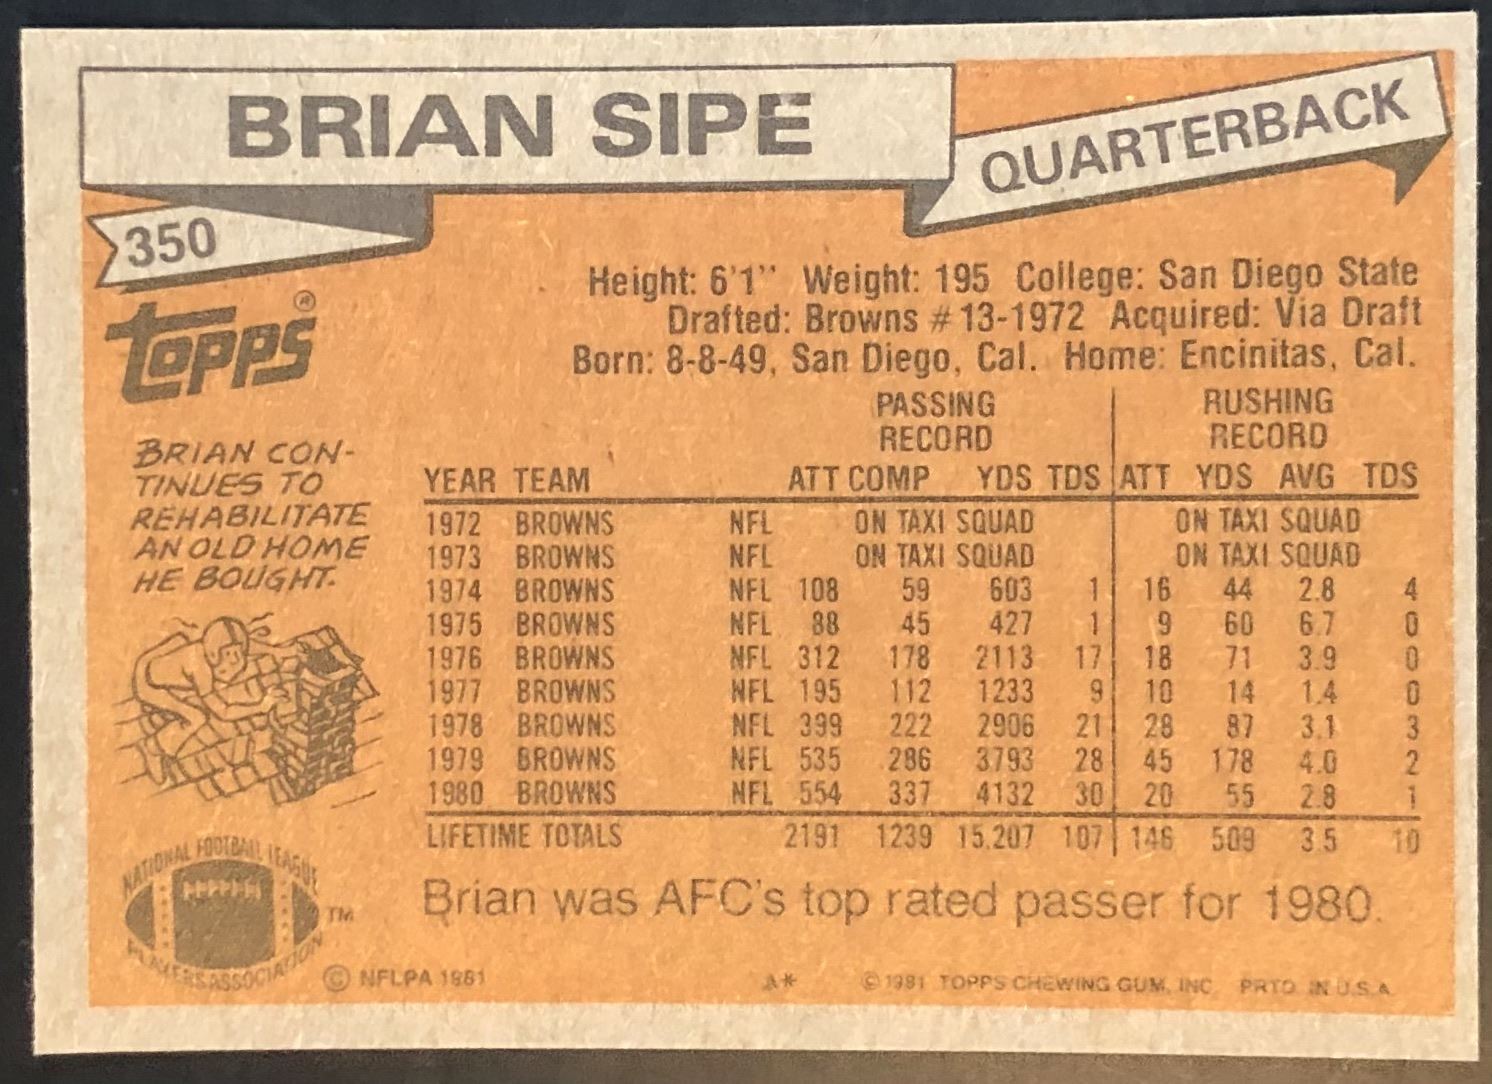 BRIAN SIPE
QUARTERBACK
350
Topps®
Height: 6'1'' Weight: 195 College: San Diego State
Drafted: Browns #13-1972 Acquired: Via Draft
Born: 8-8-49, San Diego, Cal. Home: Encinitas, Cal.
BRIAN CON-
TINUES TO
REHABILITATE
AN OLD HOME
HE BOUGHT.
PASSING RUSHING
RECORD RECORD
YEAR TEAM ATT COMP YDS TDS ATT YDS AVG TDS
1972 BROWNS NFL ON TAXI SQUAD ON TAXI SQUAD
1973 BROWNS NFL ON TAXI SQUAD ON TAXI SQUAD
1974 BROWNS NFL 108 59 603 1 16 44 2.8 4
1975 BROWNS NFL 88 45 427 1 9 60 6.7 0
1976 BROWNS NFL 312 178 2113 17 18 71 3.9 0
1977 BROWNS NFL 195 112 1233 9 10 14 1.4 0
1978 BROWNS NFL 399 222 2906 21 28 87 3.1 3
1979 BROWNS NFL 535 286 3793 28 45 178 4.0 2
1980 BROWNS NFL 554 337 4132 30 20 55 2.8 1
LIFETIME TOTALS 2191 1239 15,207 107 146 509 3.5 10
Brian was AFC's top rated passer for 1980.
NATIONAL FOOTBALL LEAGUE
PLAYERS ASSOCIATION
TM
© NFLPA 1981
A* © 1981 TOPPS CHEWING GUM, INC. PRTD. IN U.S.A.